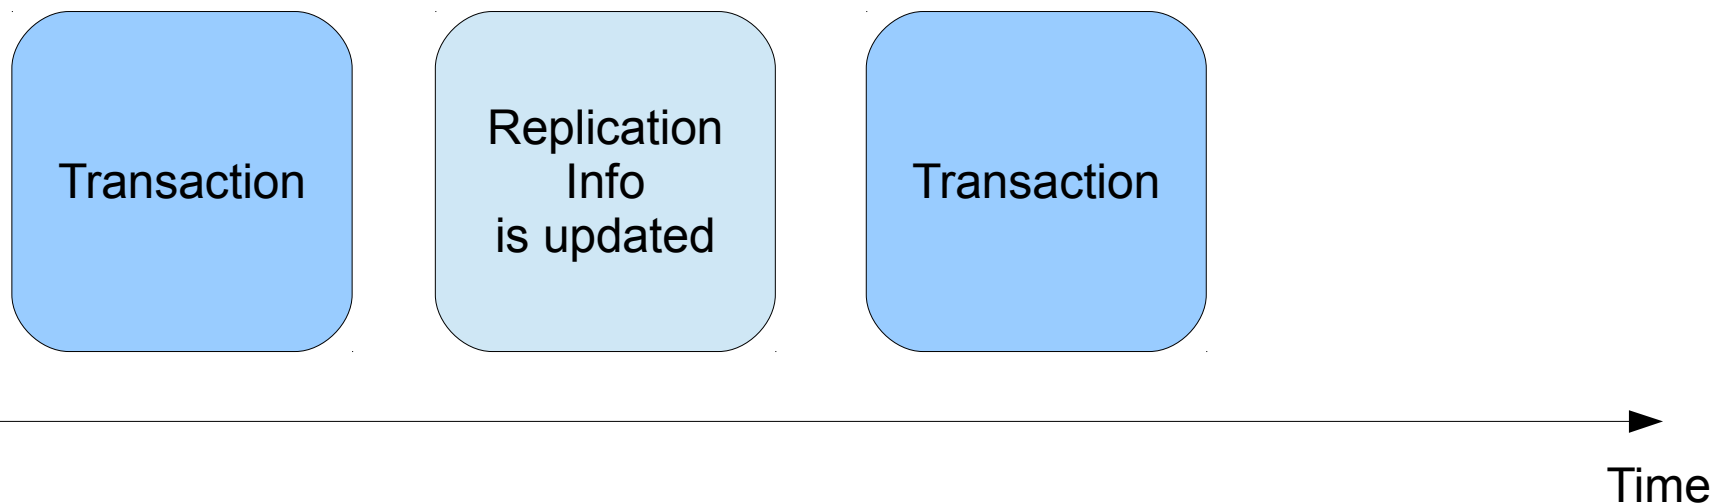 Transaction
Replication
Info
is updated
Transaction
Time